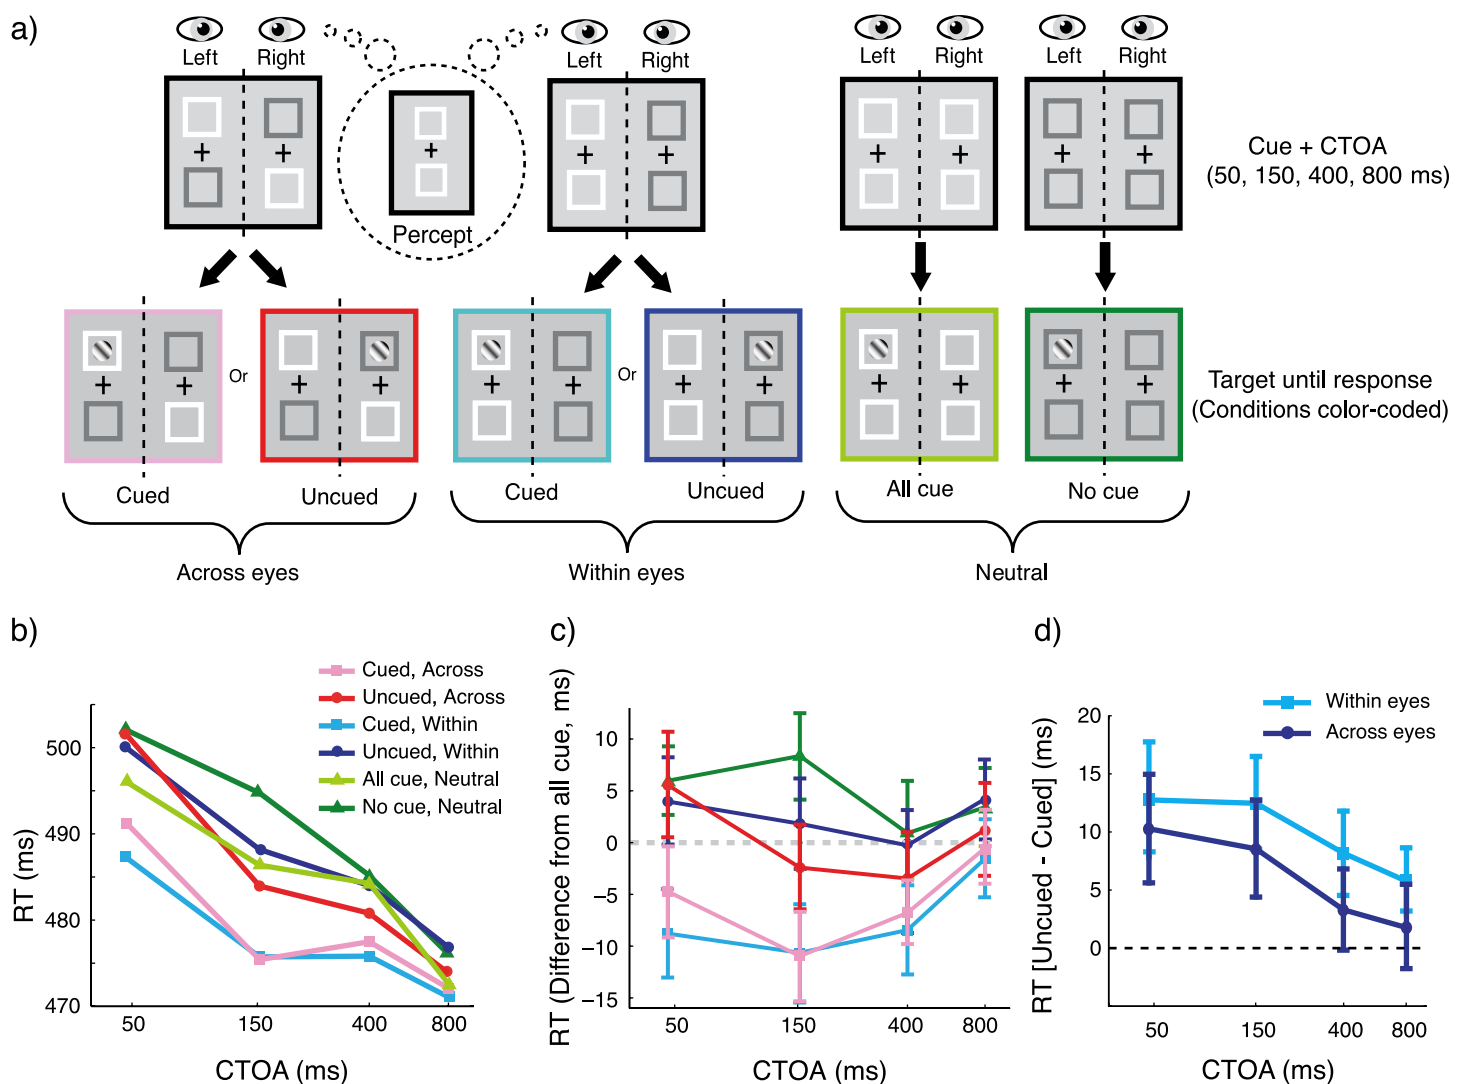 a)
Left Right
Left Right
Left Right
Left Right
Percept
Cue + CTOA
(50, 150, 400, 800 ms)
Or
Or
Target until response
(Conditions color-coded)
Cued
Uncued
Cued
Uncued
All cue
No cue
Across eyes
Within eyes
Neutral
b)
RT (ms)
500
490
480
470
50 150 400 800
CTOA (ms)
Cued, Across
Uncued, Across
Cued, Within
Uncued, Within
All cue, Neutral
No cue, Neutral
c)
RT (Difference from all cue, ms)
10
5
0
−5
−10
−15
50 150 400 800
CTOA (ms)
d)
RT [Uncued - Cued] (ms)
20
15
10
5
0
50 150 400 800
CTOA (ms)
Within eyes
Across eyes